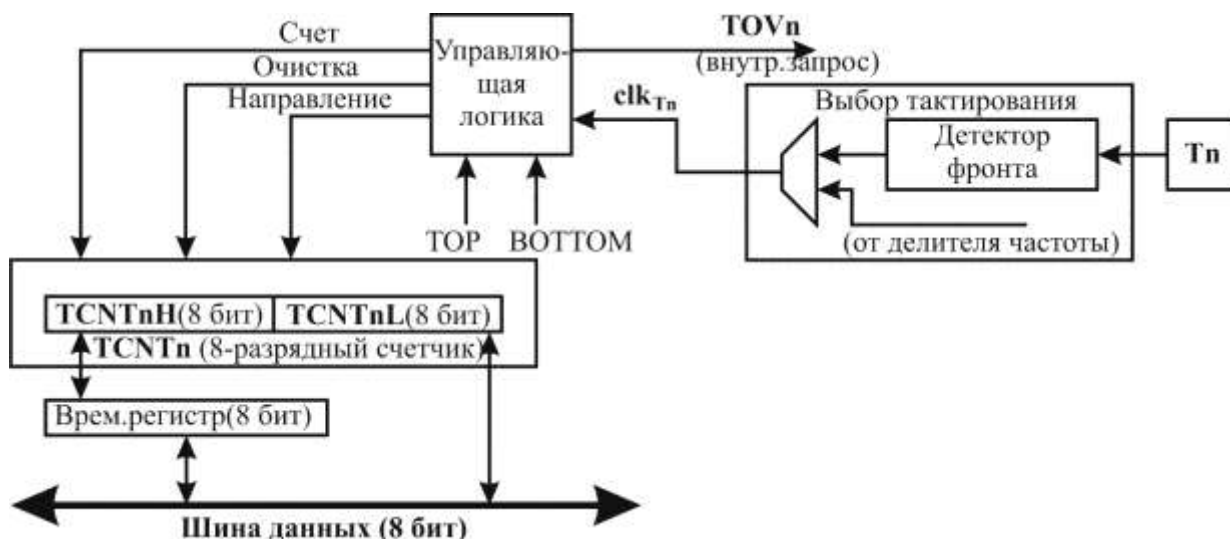 Счет
Очистка
Направление
Управляю-
щая
логика
TOVn
(внутр.запрос)
clkTn
Выбор тактирования
Детектор
фронта
Tn
(от делителя частоты)
TOP
BOTTOM
TCNTnH(8 бит)
TCNTnL(8 бит)
TCNTn (8-разрядный счетчик)
Врем.регистр(8 бит)
Шина данных (8 бит)